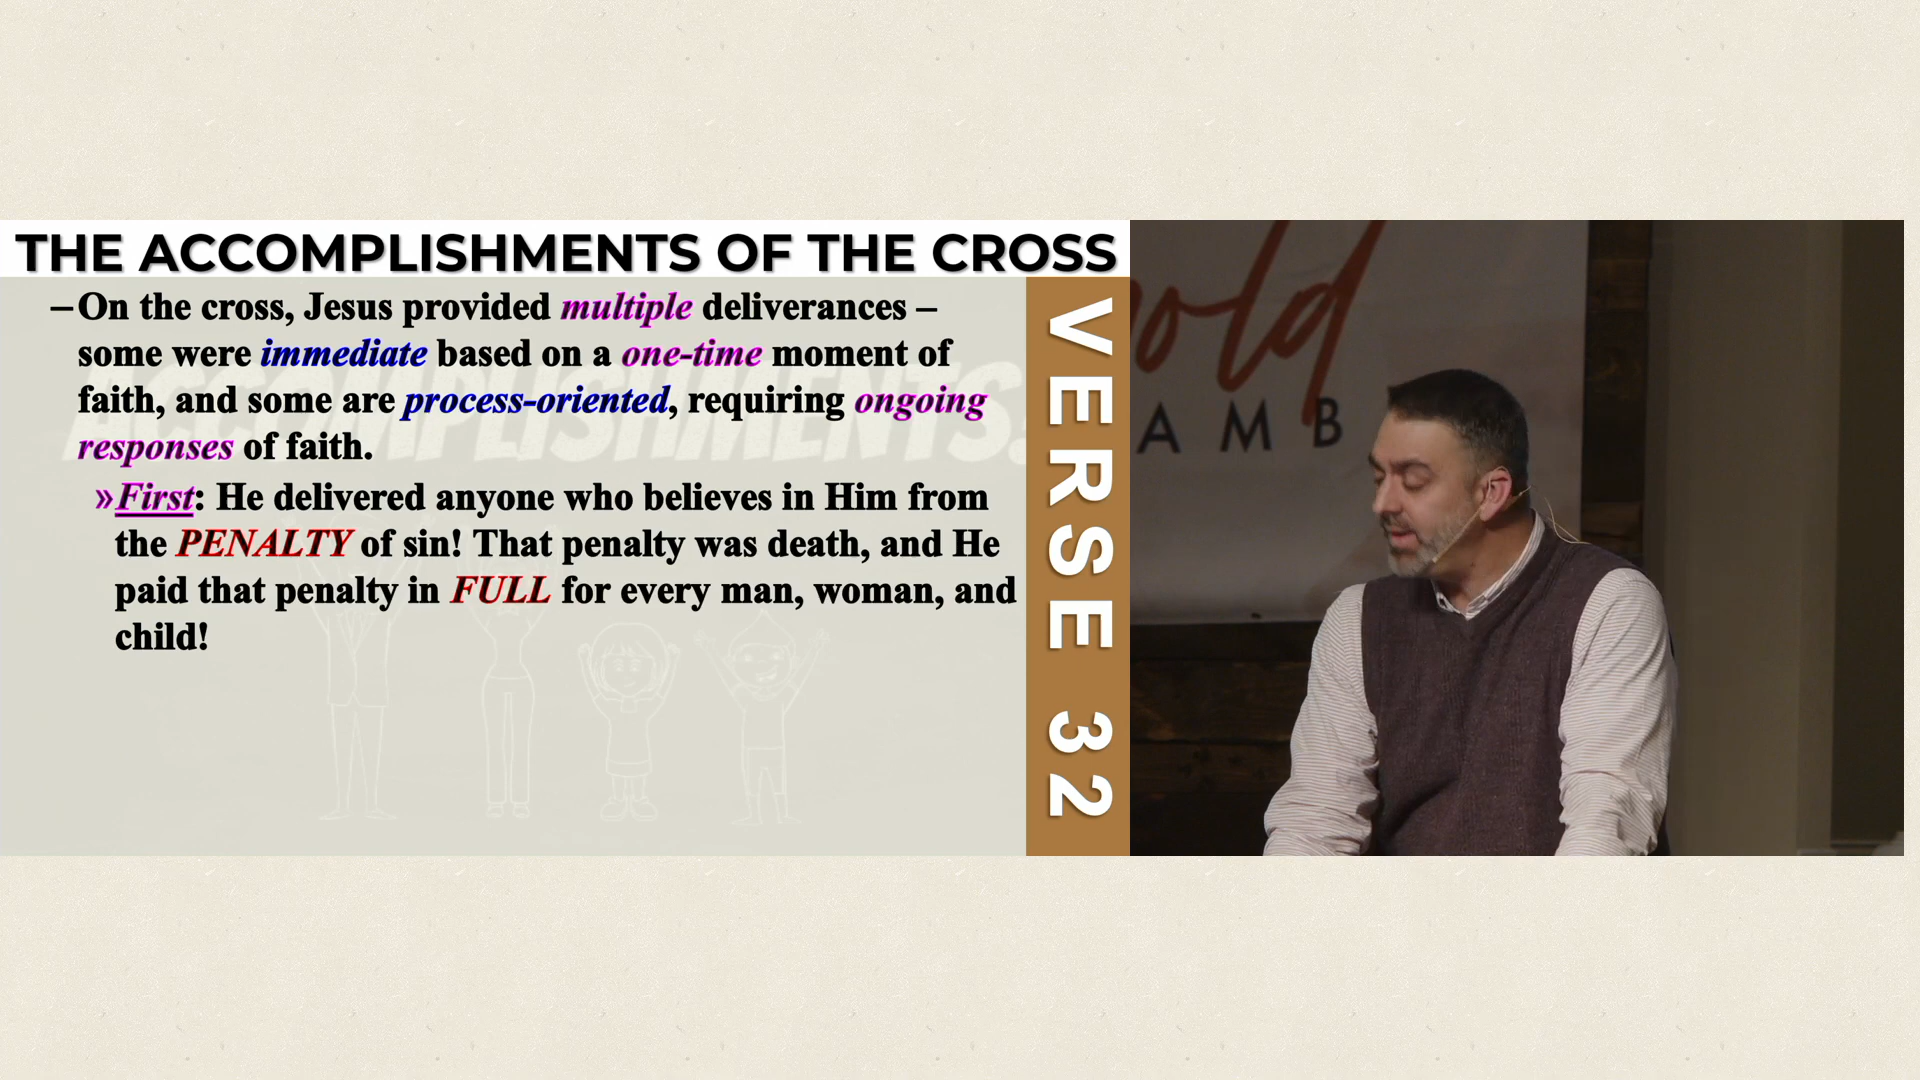 THE ACCOMPLISHMENTS OF THE CROSS
– On the cross, Jesus provided multiple deliverances –
some were immediate based on a one-time moment of
faith, and some are process-oriented, requiring ongoing
responses of faith.
» First: He delivered anyone who believes in Him from
the PENALTY of sin! That penalty was death, and He
paid that penalty in FULL for every man, woman, and
child!
ACCOMPLISHMENTS
VERSE 32
old
AMB